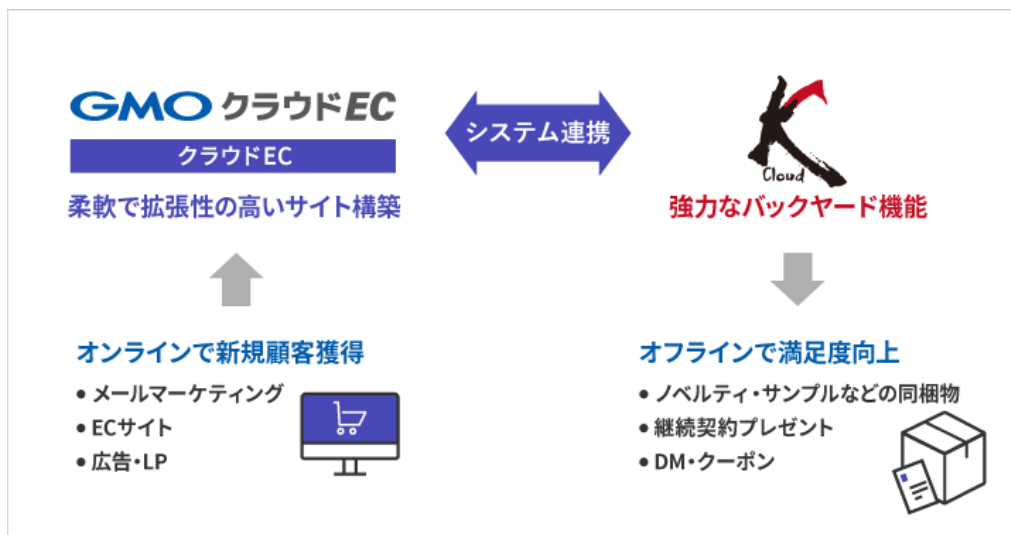 GMO クラウドEC
クラウドEC
柔軟で拡張性の高いサイト構築
システム連携
K
Cloud
強力なバックヤード機能
オンラインで新規顧客獲得
● メールマーケティング
● ECサイト
● 広告・LP
オフラインで満足度向上
● ノベルティ・サンプルなどの同梱物
● 継続契約プレゼント
● DM・クーポン